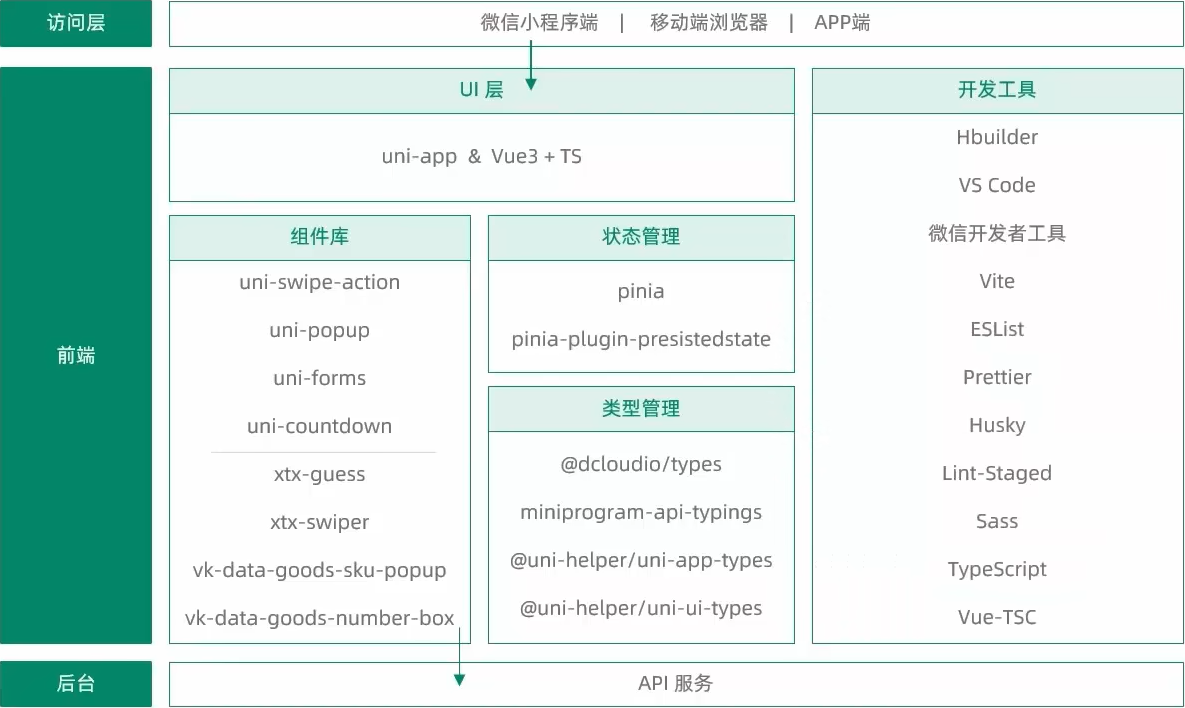 访问层
微信小程序端 | 移动端浏览器 | APP端
前端
UI 层
uni-app & Vue3 + TS
组件库
uni-swipe-action
uni-popup
uni-forms
uni-countdown
xtx-guess
xtx-swiper
vk-data-goods-sku-popup
vk-data-goods-number-box
状态管理
pinia
pinia-plugin-presistedstate
类型管理
@dcloudio/types
miniprogram-api-typings
@uni-helper/uni-app-types
@uni-helper/uni-ui-types
开发工具
Hbuilder
VS Code
微信开发者工具
Vite
ESList
Prettier
Husky
Lint-Staged
Sass
TypeScript
Vue-TSC
后台
API 服务